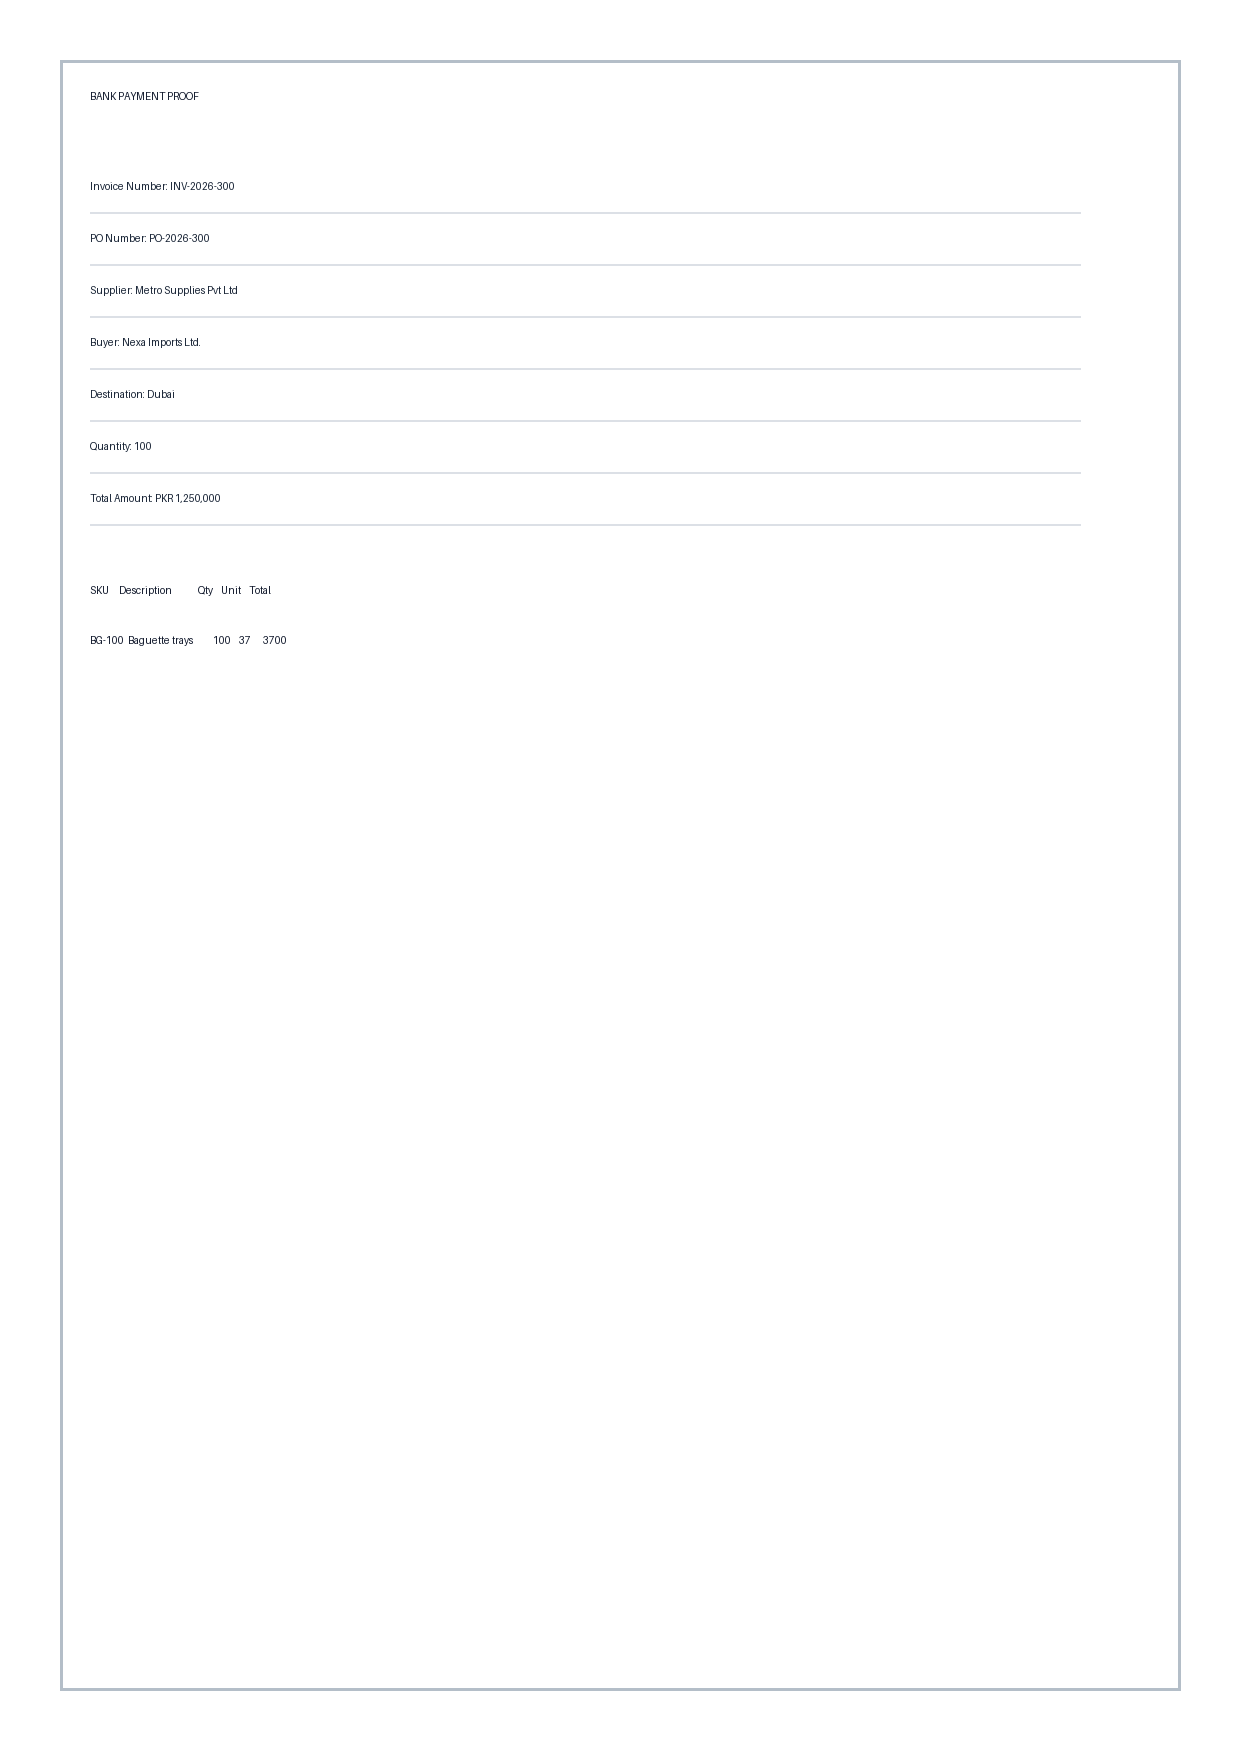 BANK PAYMENT PROOF
Invoice Number: INV-2026-300
PO Number: PO-2026-300
Supplier: Metro Supplies Pvt Ltd
Buyer: Nexa Imports Ltd.
Destination: Dubai
Quantity: 100
Total Amount: PKR 1,250,000
SKU Description Qty Unit Total
BG-100 Baguette trays 100 37 3700